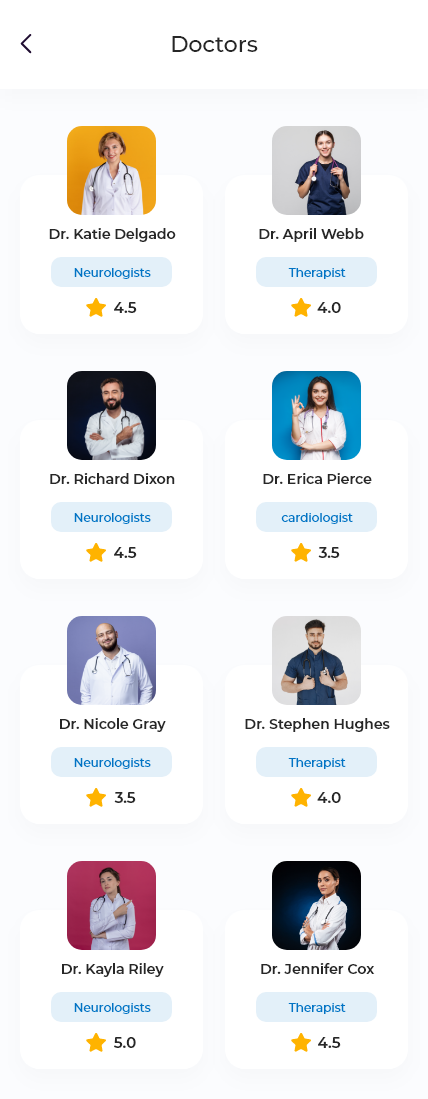 Doctors
Dr. Katie Delgado
Neurologists
4.5
Dr. April Webb
Therapist
4.0
Dr. Richard Dixon
Neurologists
4.5
Dr. Erica Pierce
cardiologist
3.5
Dr. Nicole Gray
Neurologists
3.5
Dr. Stephen Hughes
Therapist
4.0
Dr. Kayla Riley
Neurologists
5.0
Dr. Jennifer Cox
Therapist
4.5